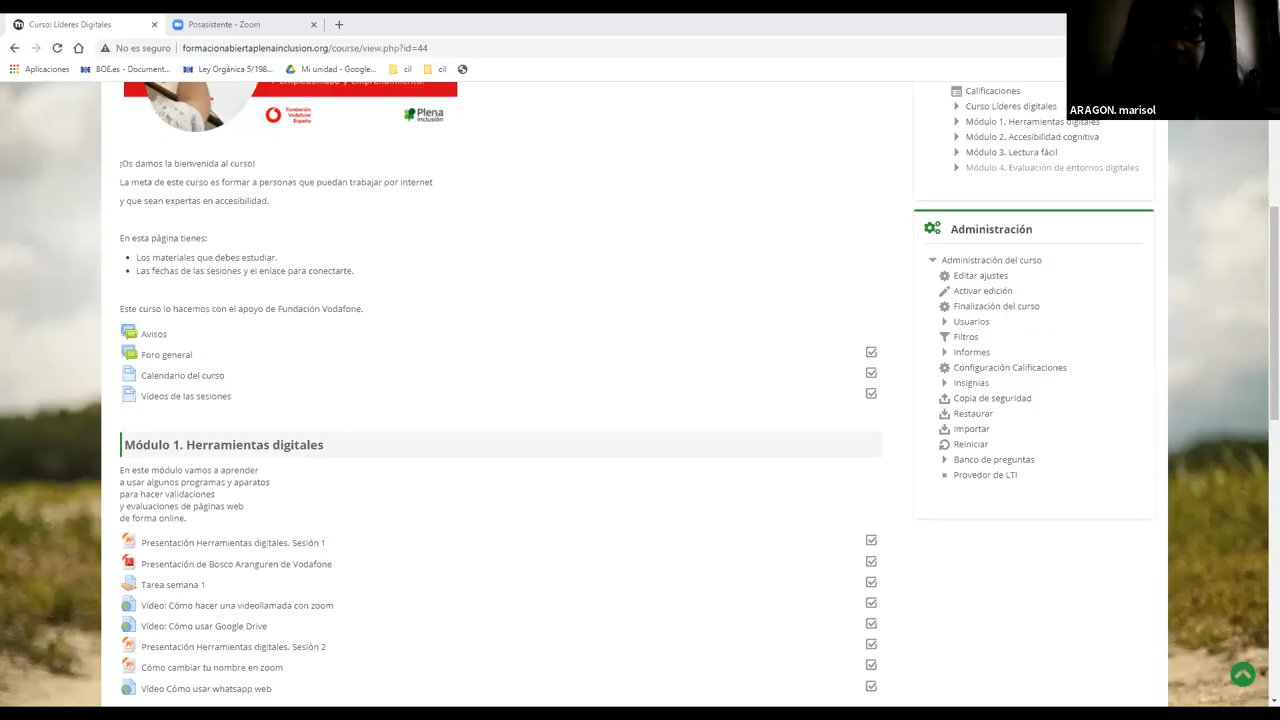 Curso: Líderes Digitales
Posasistente - Zoom
No es seguro
formacionabiertaplenainclusion.org/course/view.php?id=44
Aplicaciones
BOE.es - Document...
Ley Orgánica 5/198...
Mi unidad - Google...
cil
cil
ARAGON. marisol
Fundación
Vodafone
España
Plena
inclusión
¡Os damos la bienvenida al curso!
La meta de este curso es formar a personas que puedan trabajar por internet
y que sean expertas en accesibilidad.
En esta página tienes:
Los materiales que debes estudiar.
Las fechas de las sesiones y el enlace para conectarte.
Este curso lo hacemos con el apoyo de Fundación Vodafone.
Avisos
Foro general
Calendario del curso
Vídeos de las sesiones
Módulo 1. Herramientas digitales
En este módulo vamos a aprender
a usar algunos programas y aparatos
para hacer validaciones
y evaluaciones de páginas web
de forma online.
Presentación Herramientas digitales. Sesión 1
Presentación de Bosco Aranguren de Vodafone
Tarea semana 1
Vídeo: Cómo hacer una videollamada con zoom
Vídeo: Cómo usar Google Drive
Presentación Herramientas digitales. Sesión 2
Cómo cambiar tu nombre en zoom
Vídeo Cómo usar whatsapp web
Calificaciones
Curso Líderes digitales
Módulo 1. Herramientas digitales
Módulo 2. Accesibilidad cognitiva
Módulo 3. Lectura fácil
Módulo 4. Evaluación de entornos digitales
Administración
Administración del curso
Editar ajustes
Activar edición
Finalización del curso
Usuarios
Filtros
Informes
Configuración Calificaciones
Insignias
Copia de seguridad
Restaurar
Importar
Reiniciar
Banco de preguntas
Provedor de LTI